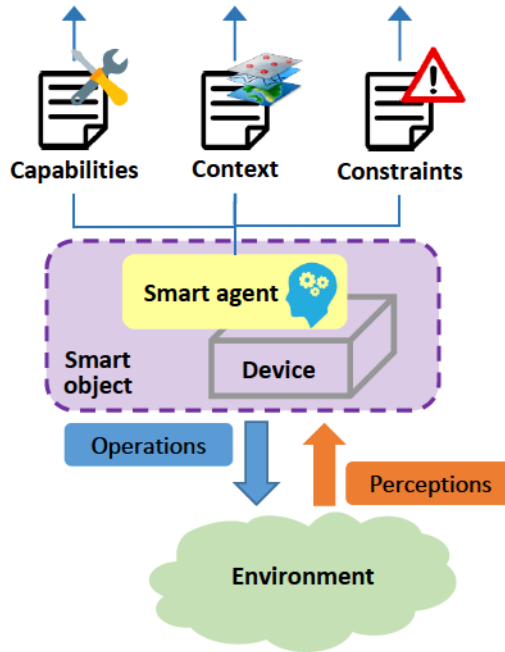 Capabilities
Context
Constraints
Smart agent
Smart
object
Device
Operations
Perceptions
Environment